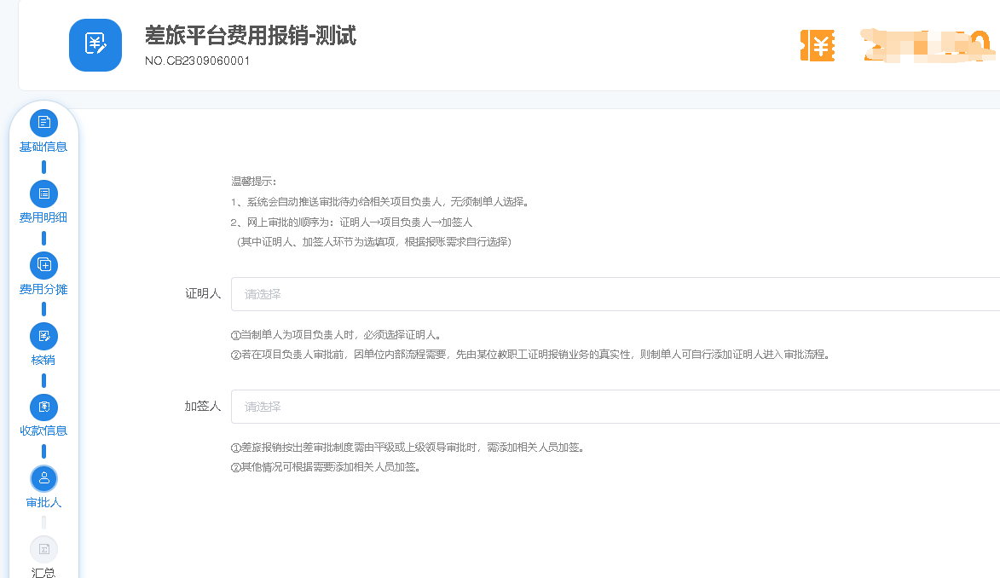 差旅平台费用报销-测试
NO.CB2309060001
基础信息
费用明细
费用分摊
核销
收款信息
审批人
汇总
温馨提示：
1、系统会自动推送审批待办给相关项目负责人，无须制单人选择。
2、网上审批的顺序为：证明人→项目负责人→加签人
（其中证明人、加签人环节为选填项，根据报账需求自行选择）
证明人
请选择
①当制单人为项目负责人时，必须选择证明人。
②若在项目负责人审批前，因单位内部流程需要，先由某位教职工证明报销业务的真实性，则制单人可自行添加证明人进入审批流程。
加签人
请选择
①差旅报销按出差审批制度需由平级或上级领导审批时，需添加相关人员加签。
②其他情况可根据需要添加相关人员加签。